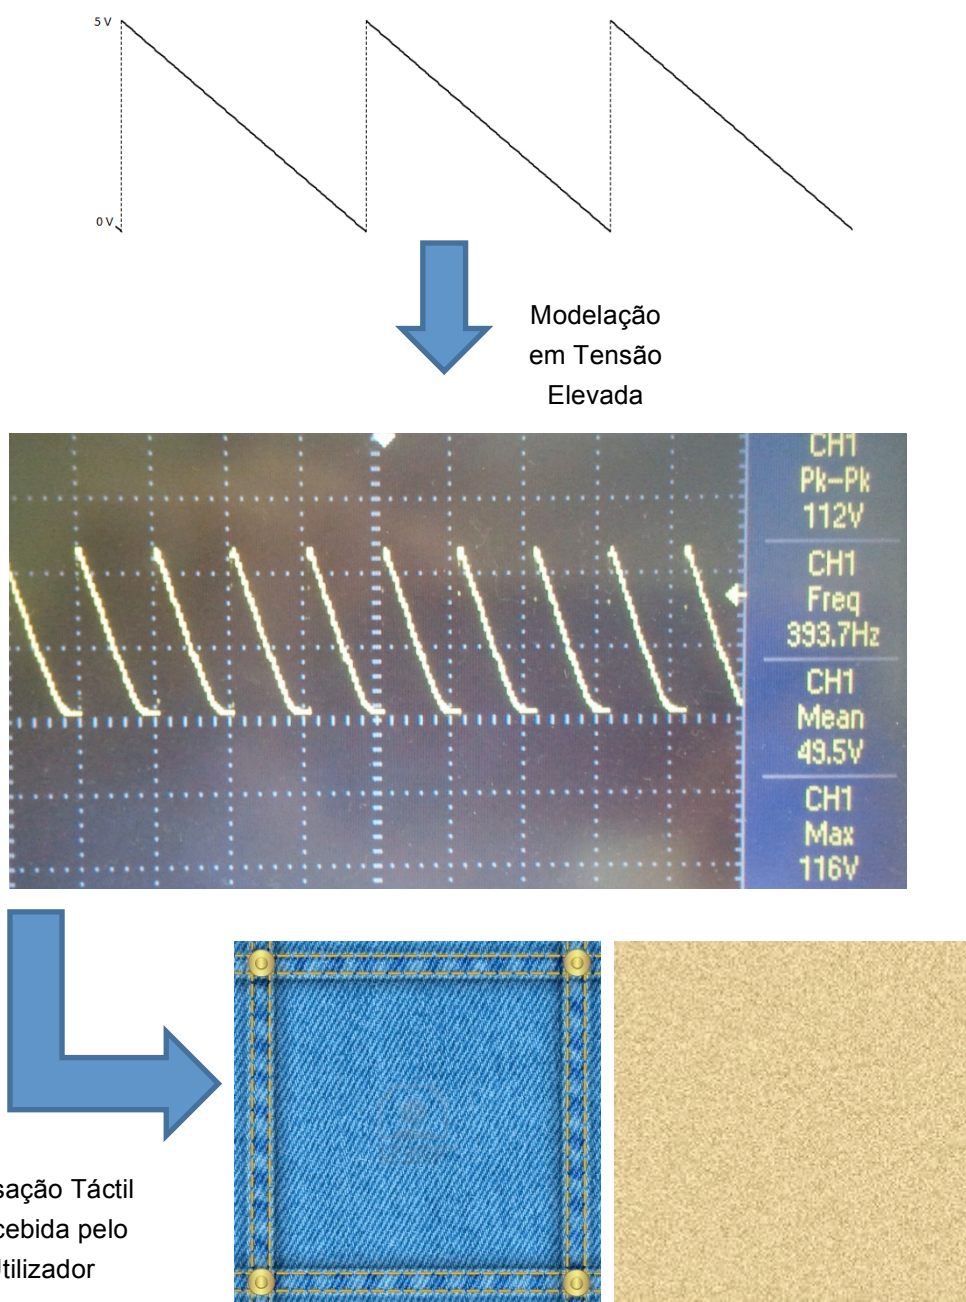 5 V
0 V
Modelação
em Tensão
Elevada
CH1
Pk-Pk
112V
CH1
Freq
393.7Hz
CH1
Mean
49.5V
CH1
Max
116V
sação Táctil
cebida pelo
tilizador